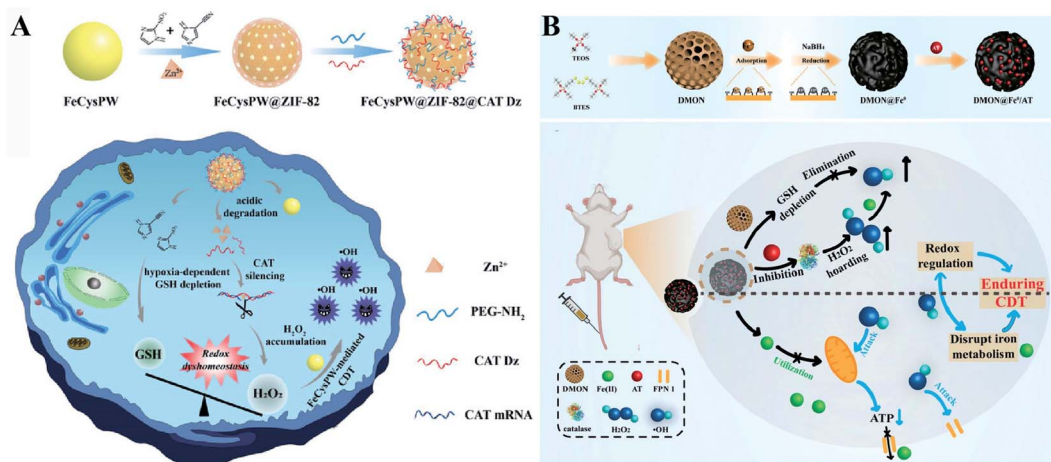 A
NO₂
N
+
CN
Zn²⁺
FeCysPW
FeCysPW@ZIF-82
FeCysPW@ZIF-82@CAT Dz
acidic
degradation
CAT
silencing
hypoxia-dependent
GSH depletion
•OH
•OH
•OH
H₂O₂
accumulation
FeCysPW-mediated
CDT
GSH
Redox
dyshomeostasis
H₂O₂
Zn²⁺
PEG-NH₂
CAT Dz
CAT mRNA
B
TEOS
BTES
DMON
Adsorption
NaBH₄
Reduction
DMON@Fe⁰
AT
DMON@Fe⁰/AT
GSH
depletion
Elimination
Inhibition
H₂O₂
hoarding
Redox
regulation
Enduring
CDT
Disrupt iron
metabolism
Utilization
Attack
Attack
ATP
DMON
Fe(II)
AT
FPN 1
catalase
H₂O₂
•OH